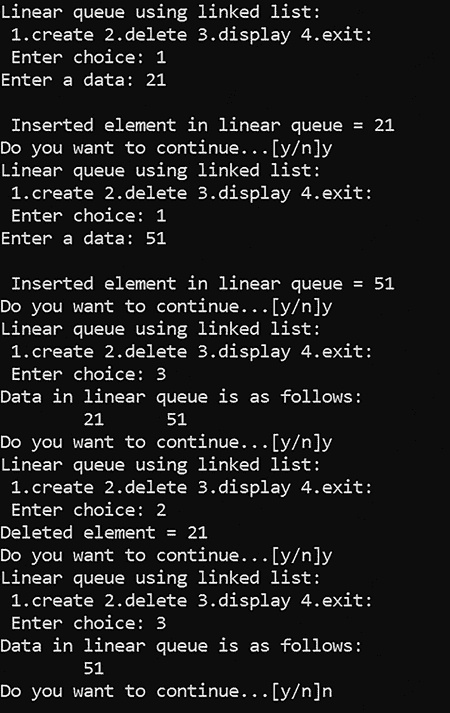 Linear queue using linked list:
1.create 2.delete 3.display 4.exit:
Enter choice: 1
Enter a data: 21
Inserted element in linear queue = 21
Do you want to continue...[y/n]y
Linear queue using linked list:
1.create 2.delete 3.display 4.exit:
Enter choice: 1
Enter a data: 51
Inserted element in linear queue = 51
Do you want to continue...[y/n]y
Linear queue using linked list:
1.create 2.delete 3.display 4.exit:
Enter choice: 3
Data in linear queue is as follows:
21 51
Do you want to continue...[y/n]y
Linear queue using linked list:
1.create 2.delete 3.display 4.exit:
Enter choice: 2
Deleted element = 21
Do you want to continue...[y/n]y
Linear queue using linked list:
1.create 2.delete 3.display 4.exit:
Enter choice: 3
Data in linear queue is as follows:
51
Do you want to continue...[y/n]n